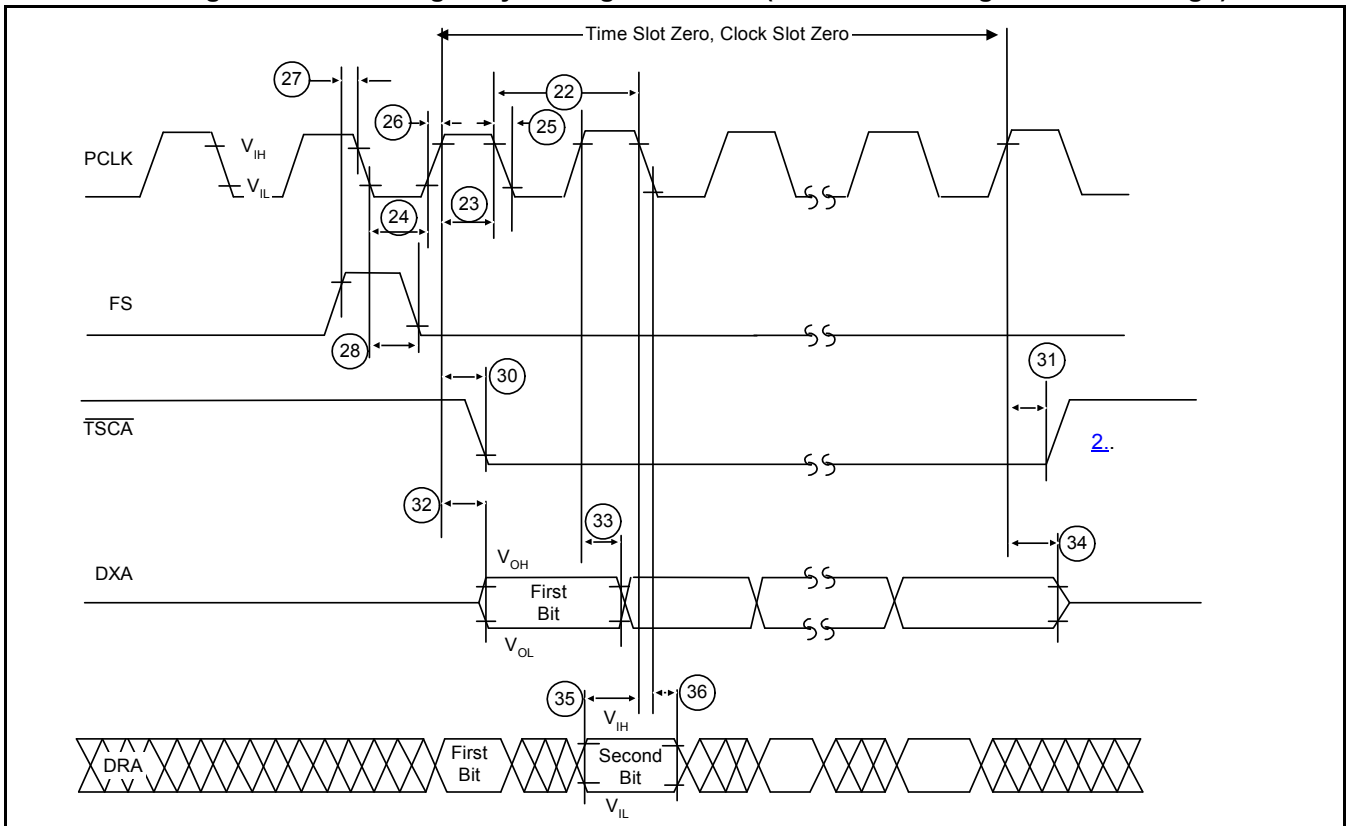 Time Slot Zero, Clock Slot Zero
27
22
26
25
PCLK
VIH
VIL
24
23
FS
28
30
31
TSCA
2..
32
33
34
DXA
VOH
First
Bit
VOL
35
36
VIH
DRA
First
Bit
Second
Bit
VIL